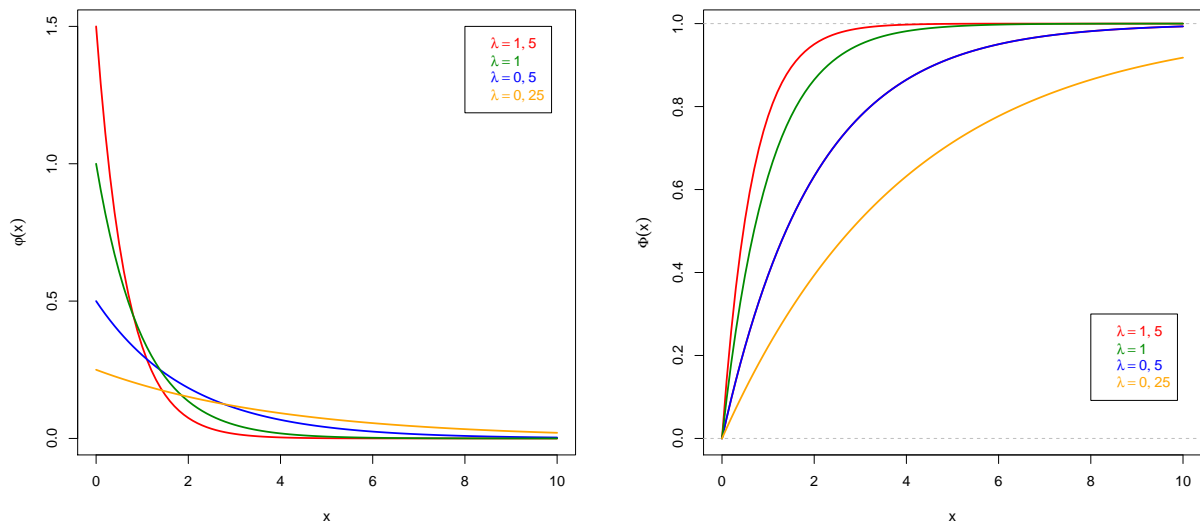 φ(x)
1.5
1.0
0.5
0.0
λ = 1, 5
λ = 1
λ = 0, 5
λ = 0, 25
0 2 4 6 8 10
x
Φ(x)
1.0
0.8
0.6
0.4
0.2
0.0
λ = 1, 5
λ = 1
λ = 0, 5
λ = 0, 25
0 2 4 6 8 10
x